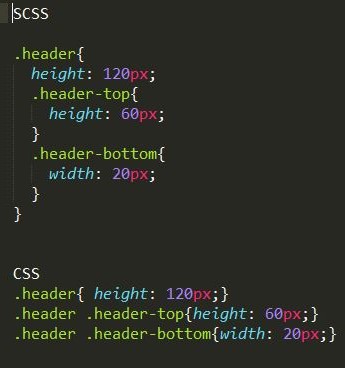 SCSS
.header{
height: 120px;
.header-top{
height: 60px;
}
.header-bottom{
width: 20px;
}
}
CSS
.header{ height: 120px;}
.header .header-top{height: 60px;}
.header .header-bottom{width: 20px;}